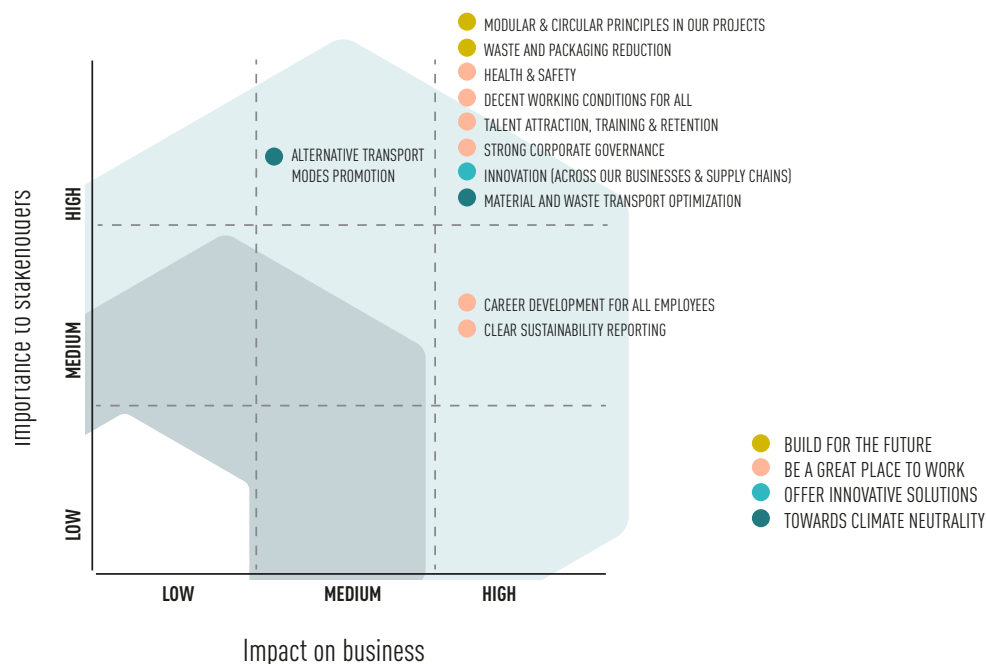 MODULAR & CIRCULAR PRINCIPLES IN OUR PROJECTS
WASTE AND PACKAGING REDUCTION
HEALTH & SAFETY
DECENT WORKING CONDITIONS FOR ALL
TALENT ATTRACTION, TRAINING & RETENTION
STRONG CORPORATE GOVERNANCE
INNOVATION (ACROSS OUR BUSINESSES & SUPPLY CHAINS)
MATERIAL AND WASTE TRANSPORT OPTIMIZATION
ALTERNATIVE TRANSPORT
MODES PROMOTION
CAREER DEVELOPMENT FOR ALL EMPLOYEES
CLEAR SUSTAINABILITY REPORTING
Importance to stakeholders
HIGH
MEDIUM
LOW
BUILD FOR THE FUTURE
BE A GREAT PLACE TO WORK
OFFER INNOVATIVE SOLUTIONS
TOWARDS CLIMATE NEUTRALITY
LOW
MEDIUM
HIGH
Impact on business